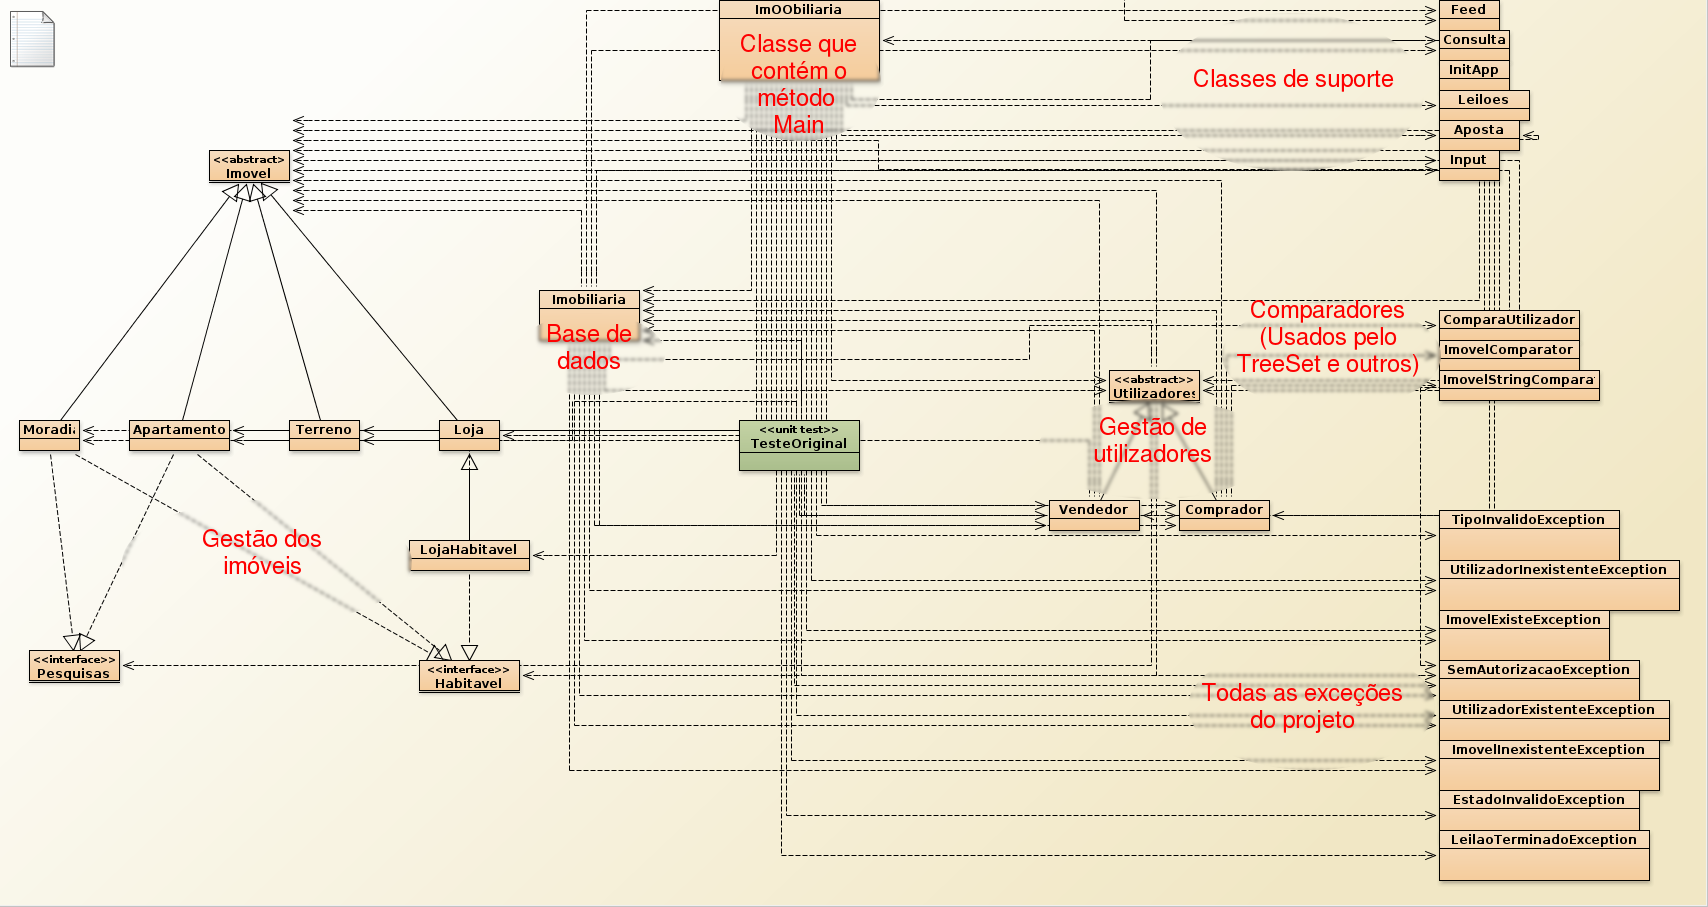 ImOObiliaria
Classe que
contém o
método
Main
Feed
Consulta
InitApp
Leiloes
Aposta
Input
Classes de suporte
<<abstract>
Imovel
Imobiliaria
Base de
dados
Comparadores
(Usados pelo
TreeSet e outros)
ComparaUtilizador
ImovelComparator
ImovelStringCompara
<<abstract>>
Utilizadores
Gestão de
utilizadores
Moradia
Apartamento
Terreno
Loja
<<unit test>>
TesteOriginal
Vendedor
Comprador
Gestão dos
imóveis
LojaHabitavel
<<interface>>
Pesquisas
<<interface>>
Habitavel
TipoInvalidoException
UtilizadorInexistenteException
ImovelExisteException
SemAutorizacaoException
UtilizadorExistenteException
ImovelInexistenteException
EstadoInvalidoException
LeilaoTerminadoException
Todas as exceções
do projeto